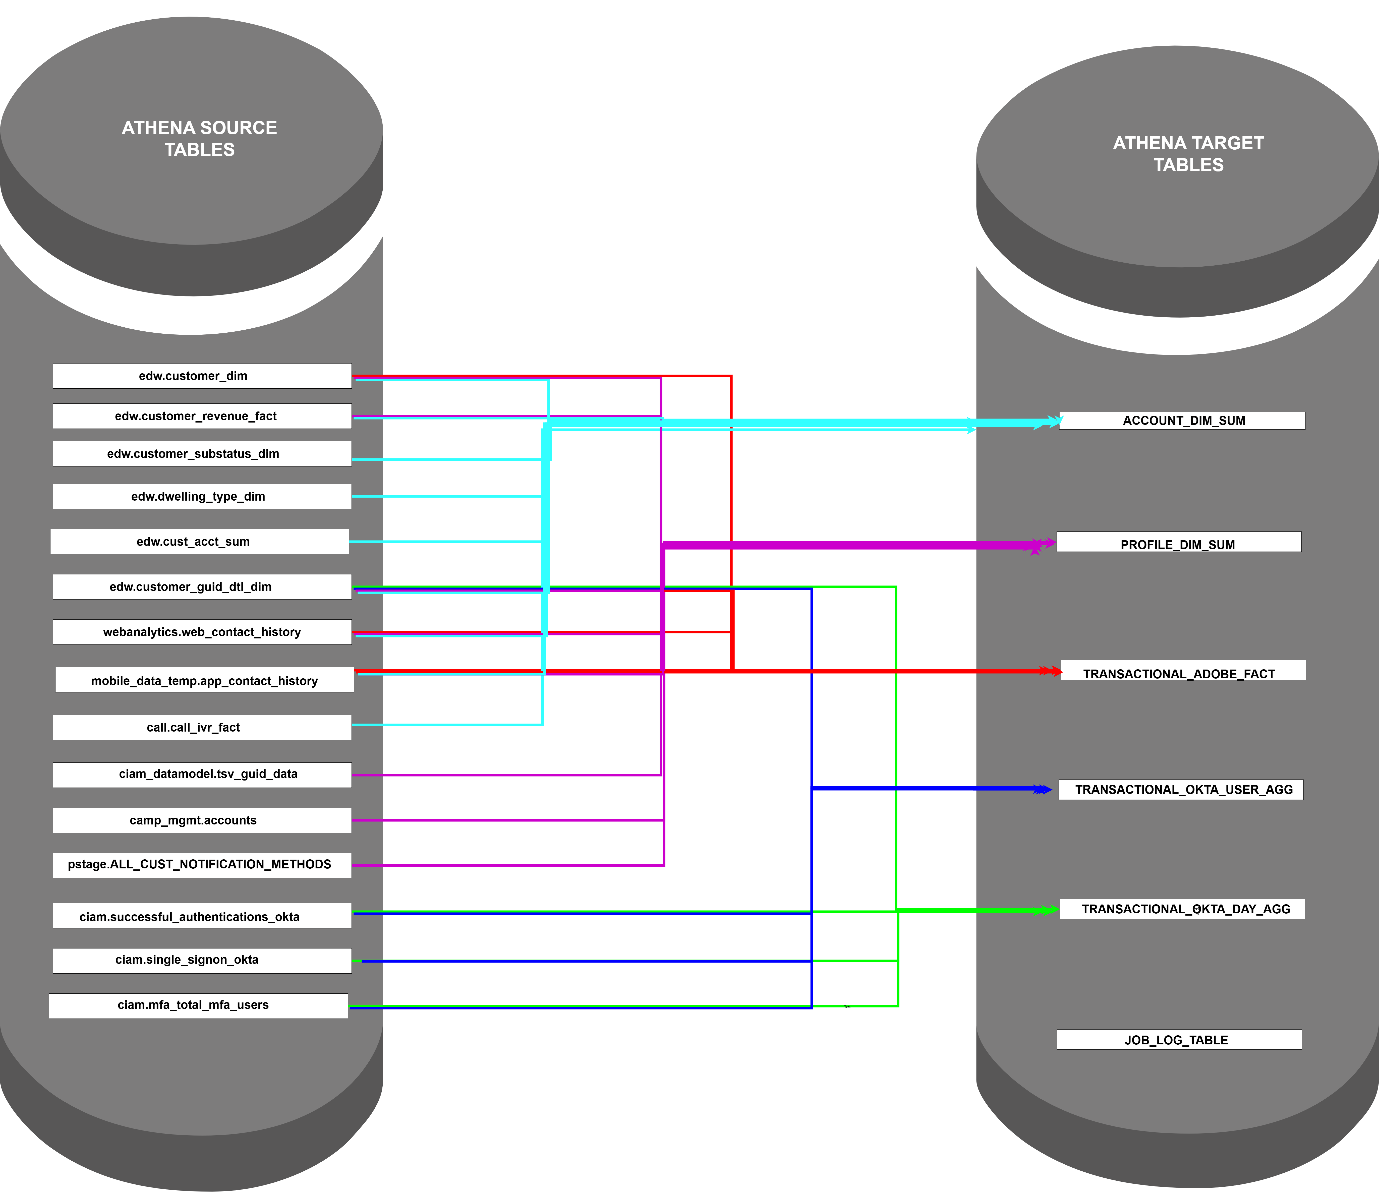 ATHENA SOURCE
TABLES
ATHENA TARGET
TABLES
edw.customer_dim
edw.customer_revenue_fact
edw.customer_substatus_dim
edw.dwelling_type_dim
edw.cust_acct_sum
edw.customer_guid_dtl_dim
webanalytics.web_contact_history
mobile_data_temp.app_contact_history
call.call_ivr_fact
ciam_datamodel.tsv_guid_data
camp_mgmt.accounts
pstage.ALL_CUST_NOTIFICATION_METHODS
ciam.successful_authentications_okta
ciam.single_signon_okta
ciam.mfa_total_mfa_users
ACCOUNT_DIM_SUM
PROFILE_DIM_SUM
TRANSACTIONAL_ADOBE_FACT
TRANSACTIONAL_OKTA_USER_AGG
TRANSACTIONAL_OKTA_DAY_AGG
JOB_LOG_TABLE